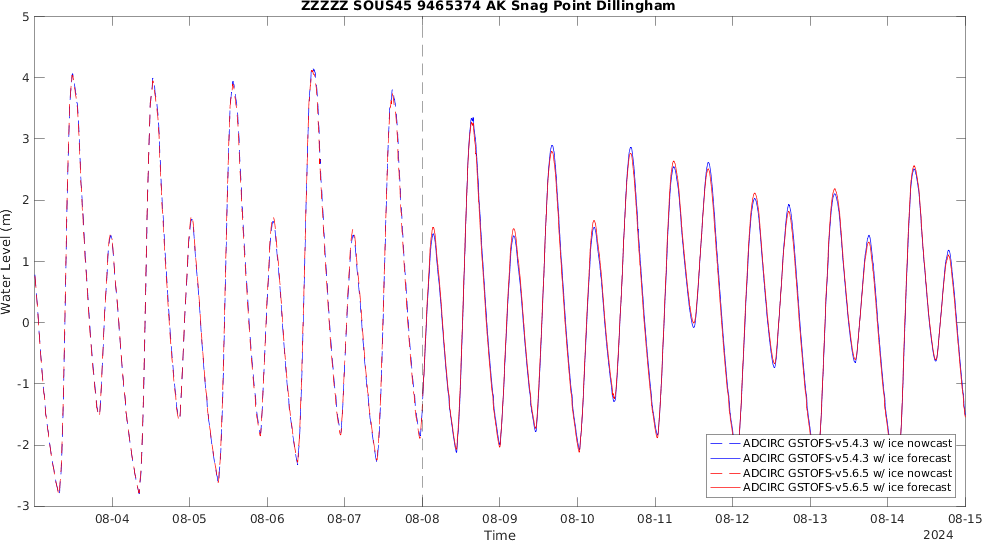 ZZZZZ SOUS45 9465374 AK Snag Point Dillingham
5
4
3
2
1
0
-1
-2
-3
Water Level (m)
ADCIRC GSTOFS-v5.4.3 w/ ice nowcast
ADCIRC GSTOFS-v5.4.3 w/ ice forecast
ADCIRC GSTOFS-v5.6.5 w/ ice nowcast
ADCIRC GSTOFS-v5.6.5 w/ ice forecast
08-04 08-05 08-06 08-07 08-08 08-09 08-10 08-11 08-12 08-13 08-14 08-15
Time
2024